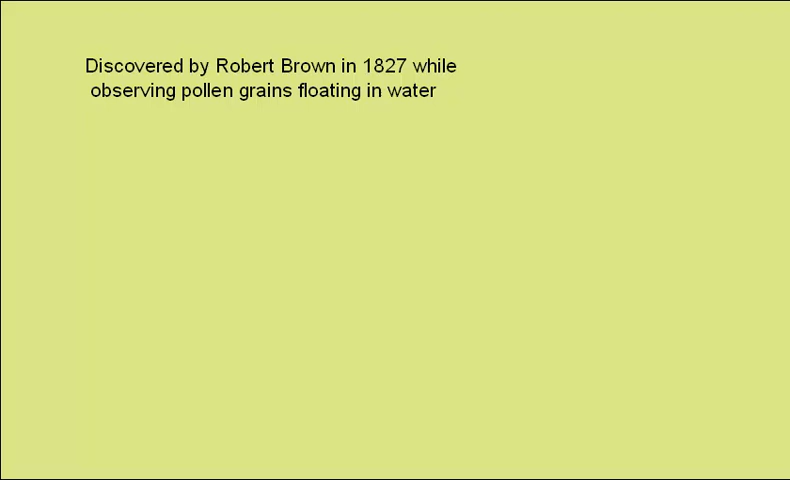 Discovered by Robert Brown in 1827 while
observing pollen grains floating in water